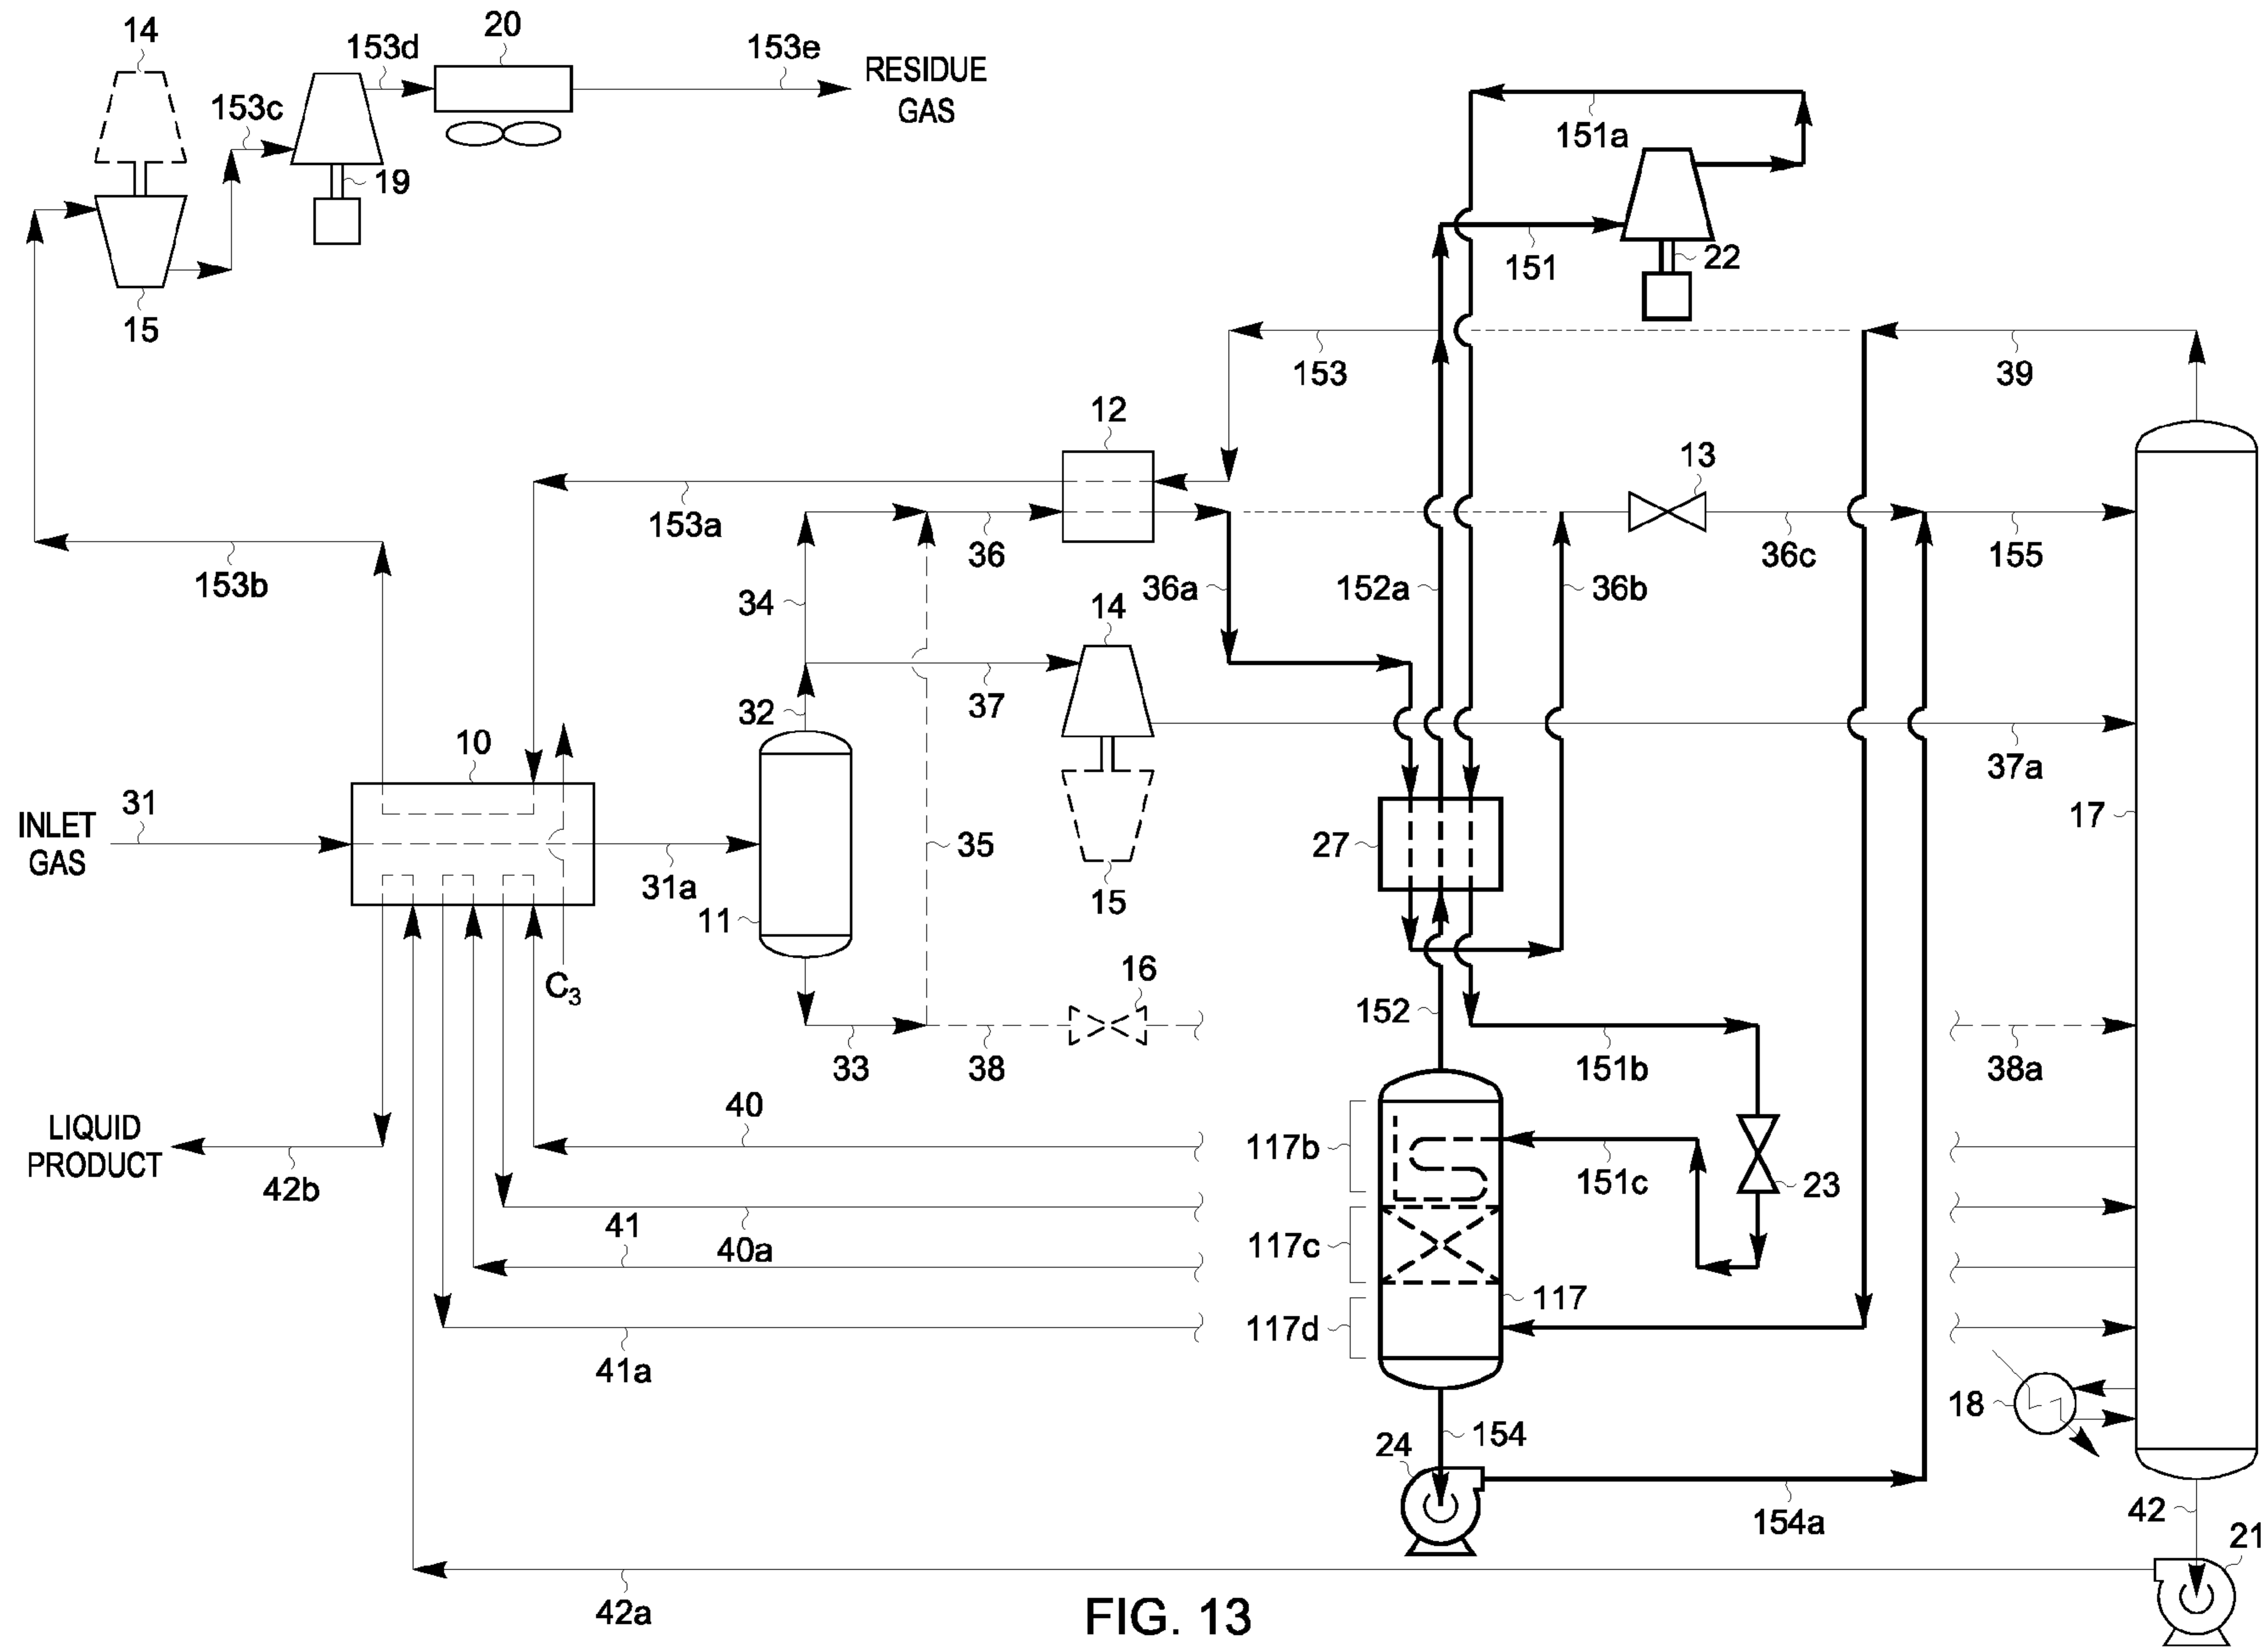 14
153d
20
153e
RESIDUE
GAS
153c
19
15
151a
151
22
153
39
12
13
153a
36
36a
152a
36b
36c
155
153b
34
14
32
37
37a
10
31
INLET
GAS
31a
11
35
15
27
17
C3
16
152
33
38
151b
38a
LIQUID
PRODUCT
42b
40
117b
151c
23
41
40a
117c
117
117d
41a
18
154
24
154a
42
21
42a
FIG. 13